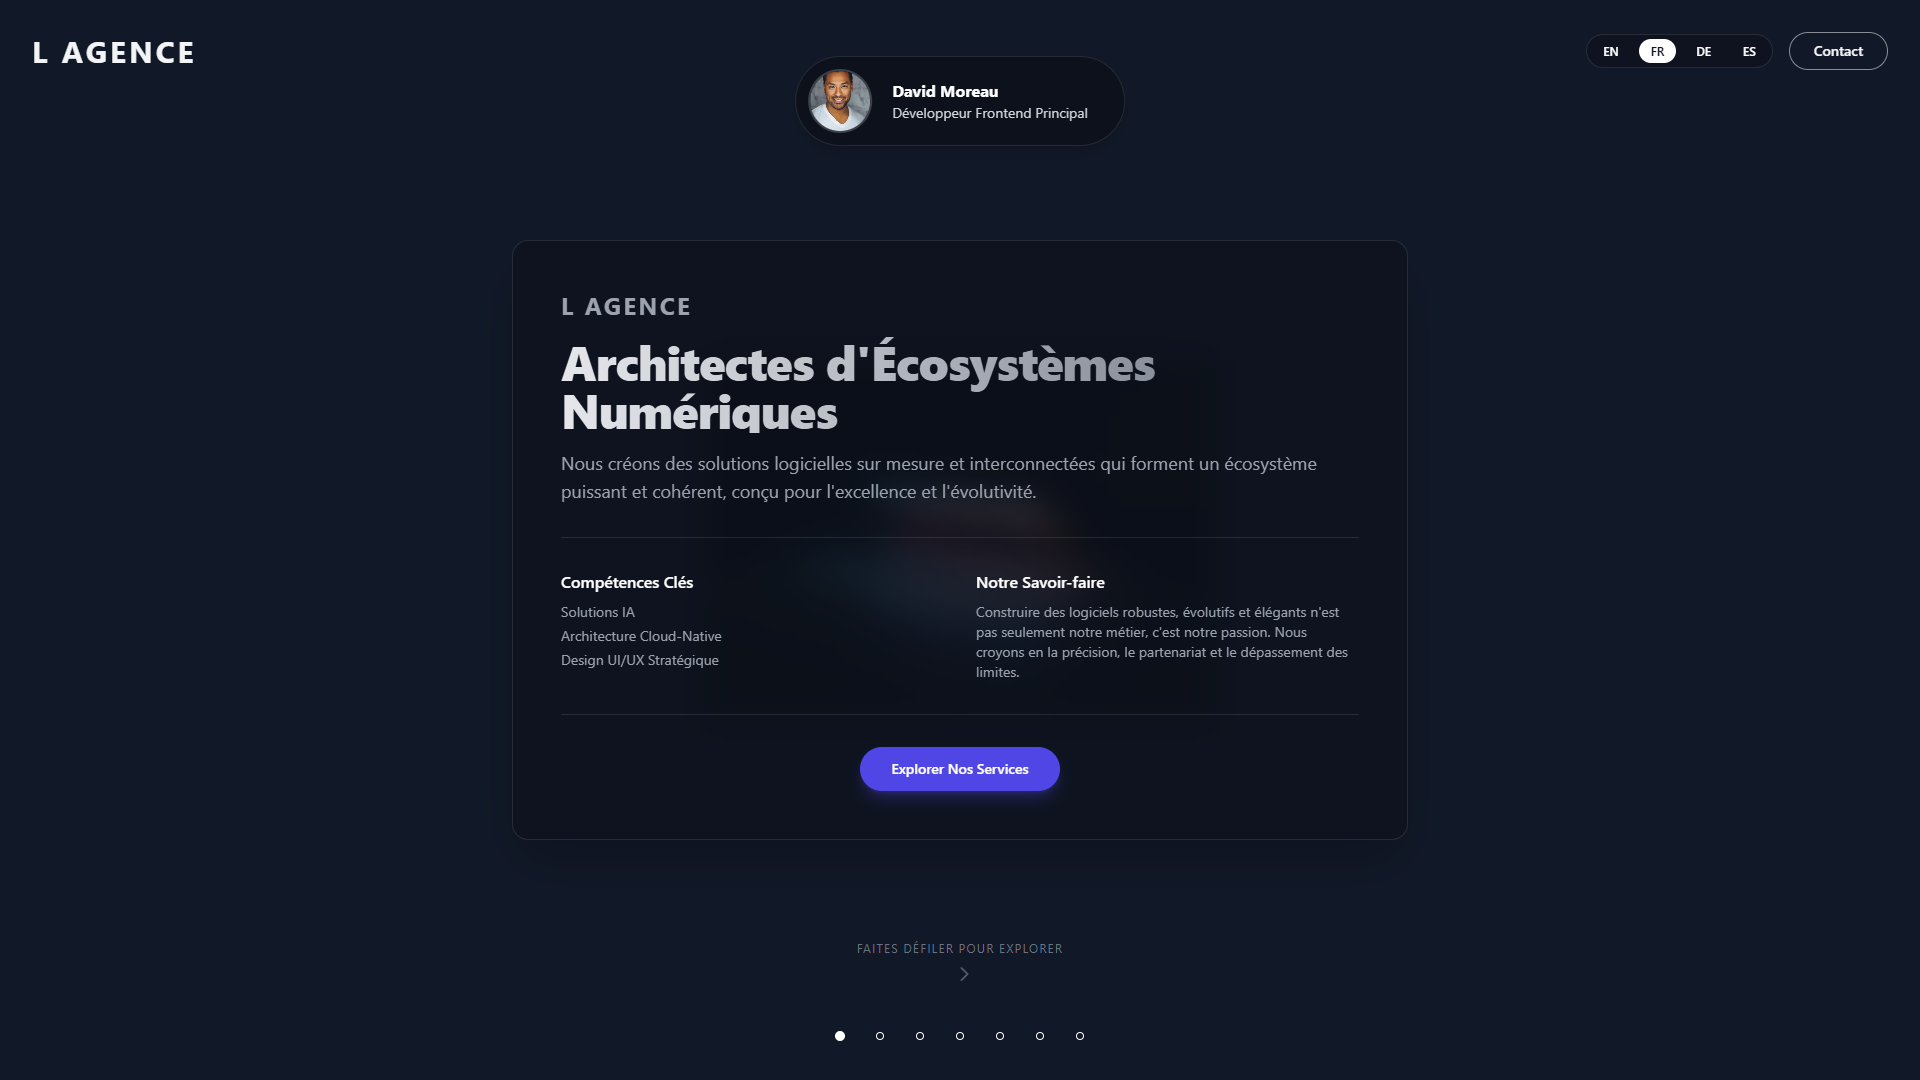 L AGENCE
David Moreau
Développeur Frontend Principal
EN FR DE ES
Contact
L AGENCE
Architectes d'Écosystèmes
Numériques
Nous créons des solutions logicielles sur mesure et interconnectées qui forment un écosystème
puissant et cohérent, conçu pour l'excellence et l'évolutivité.
Compétences Clés
Solutions IA
Architecture Cloud-Native
Design UI/UX Stratégique
Notre Savoir-faire
Construire des logiciels robustes, évolutifs et élégants n'est
pas seulement notre métier, c'est notre passion. Nous
croyons en la précision, le partenariat et le dépassement des
limites.
Explorer Nos Services
FAITES DÉFILER POUR EXPLORER